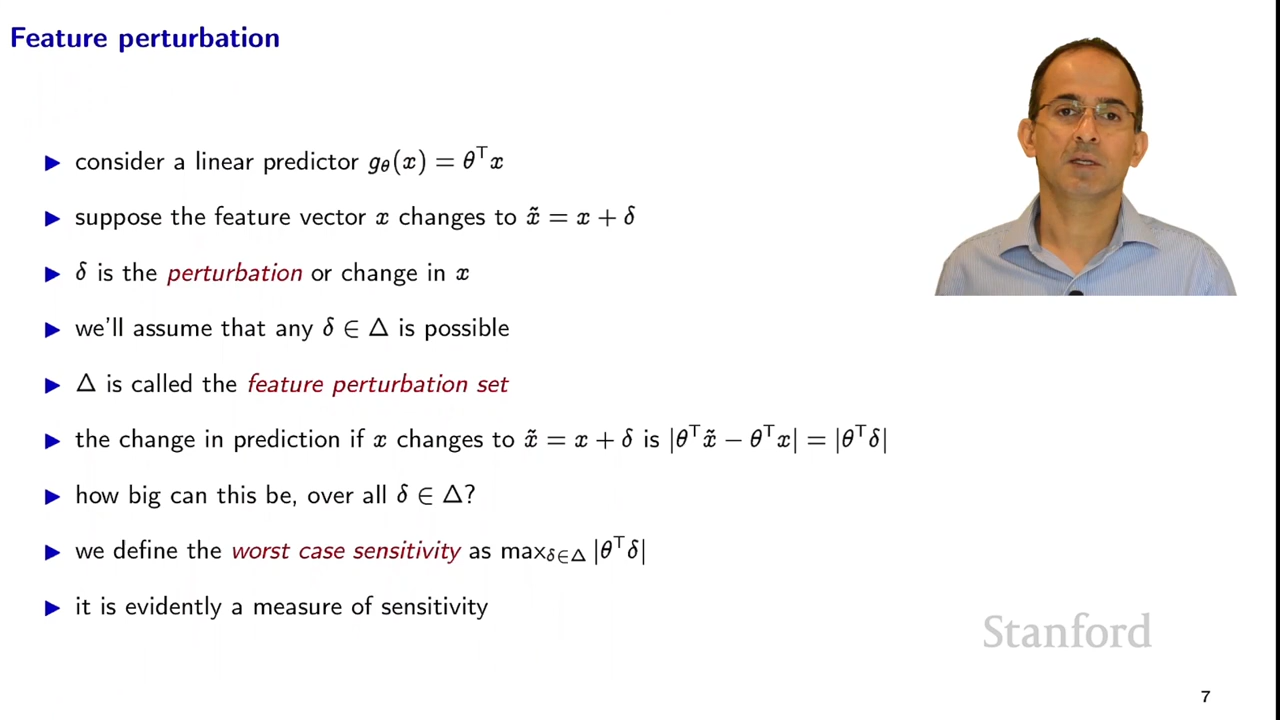 Feature perturbation
▶ consider a linear predictor g_θ(x) = θ^T x
▶ suppose the feature vector x changes to x̃ = x + δ
▶ δ is the perturbation or change in x
▶ we'll assume that any δ ∈ Δ is possible
▶ Δ is called the feature perturbation set
▶ the change in prediction if x changes to x̃ = x + δ is |θ^T x̃ − θ^T x| = |θ^T δ|
▶ how big can this be, over all δ ∈ Δ?
▶ we define the worst case sensitivity as max_{δ∈Δ} |θ^T δ|
▶ it is evidently a measure of sensitivity
Stanford
7